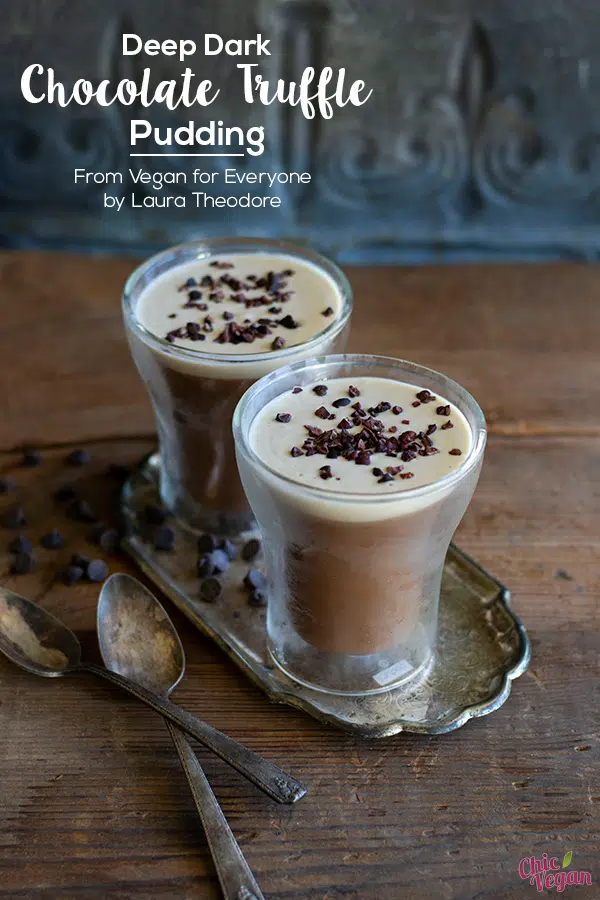 Deep Dark
Chocolate Truffle
Pudding
From Vegan for Everyone
by Laura Theodore
Chic
Vegan